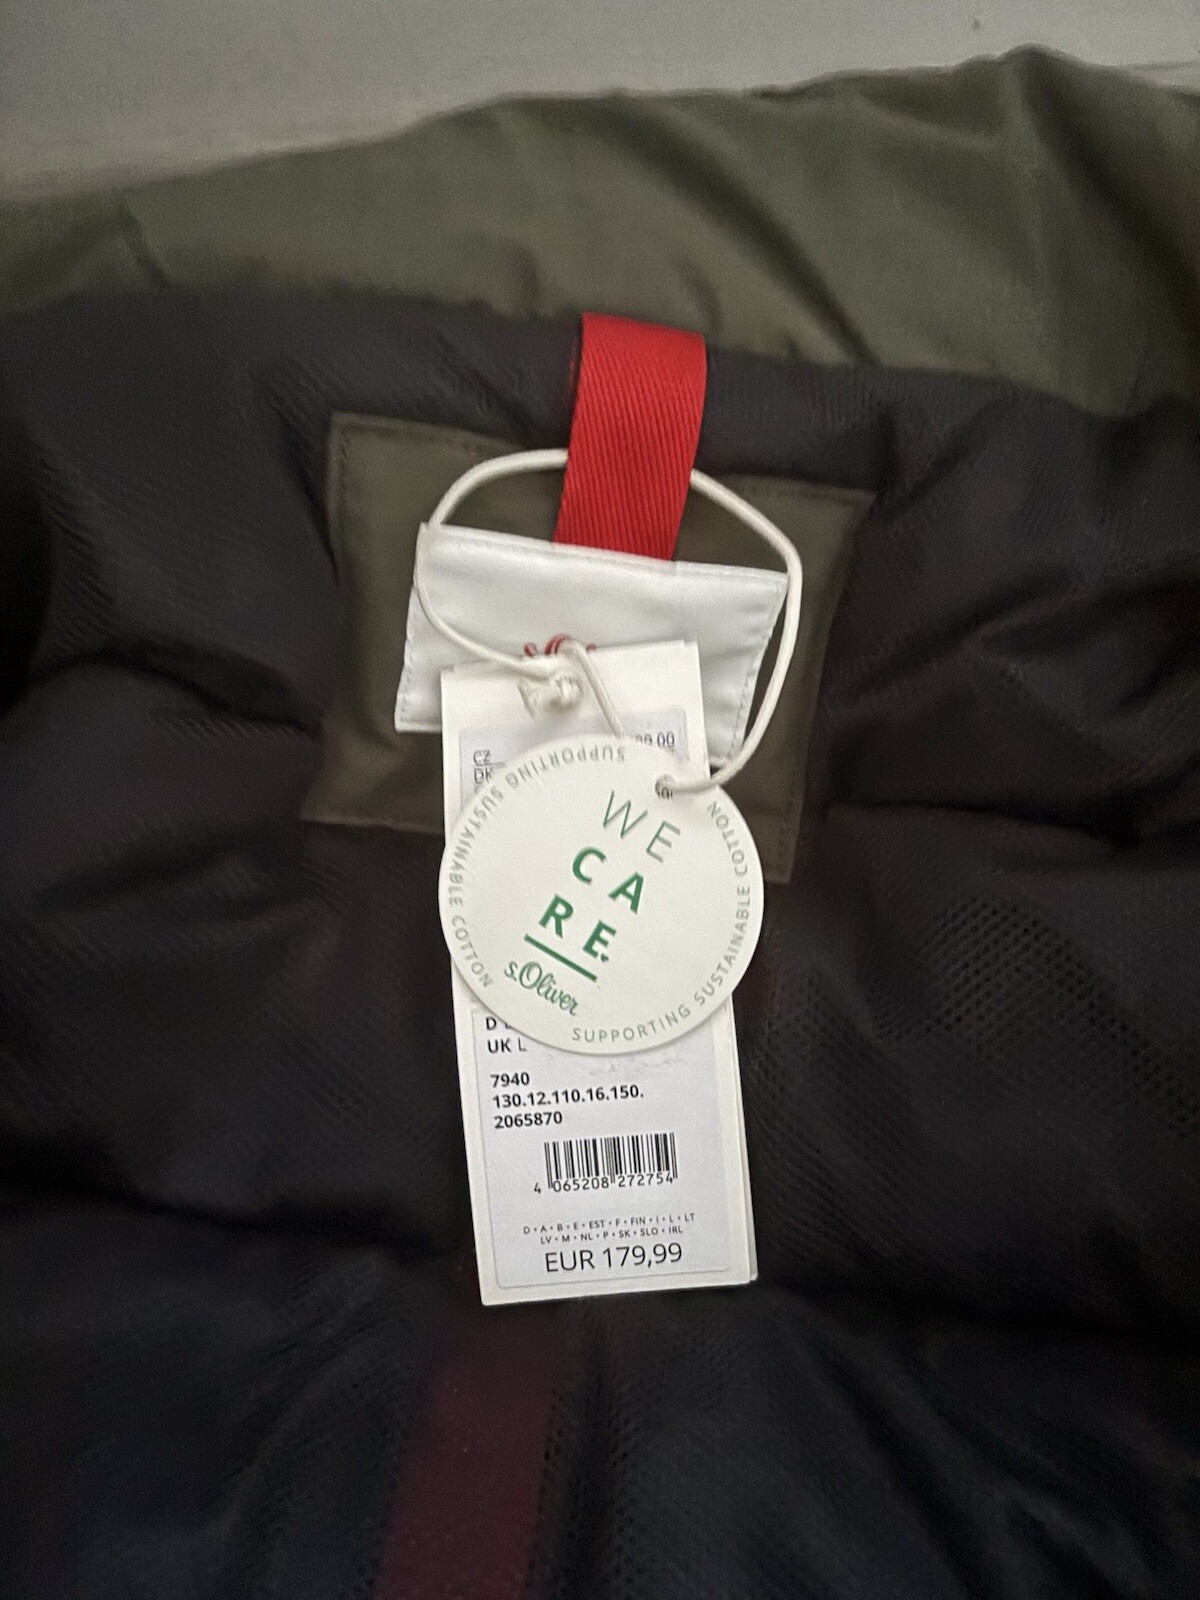 CZ
DK
SUPPORTING SUSTAINABLE COTTON
SUPPORTING SUSTAINABLE COTTON
WE
CA
RE.
s.Oliver
D
UK L
7940
130.12.110.16.150.
2065870
4 065208 272754
D • A • B • E • EST • F • FIN • I • L • LT
LV • M • NL • P • SK • SLO • IRL
EUR 179,99